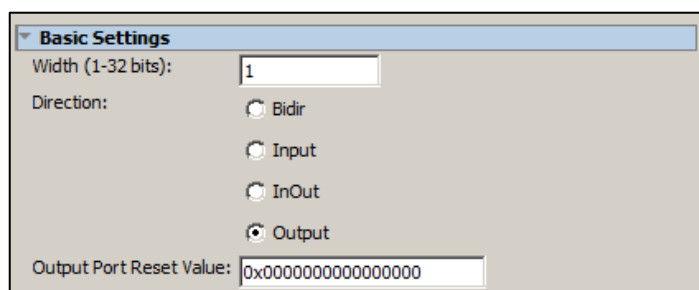 Basic Settings
Width (1-32 bits): 1
Direction: Bidir
Input
InOut
Output
Output Port Reset Value: 0x0000000000000000